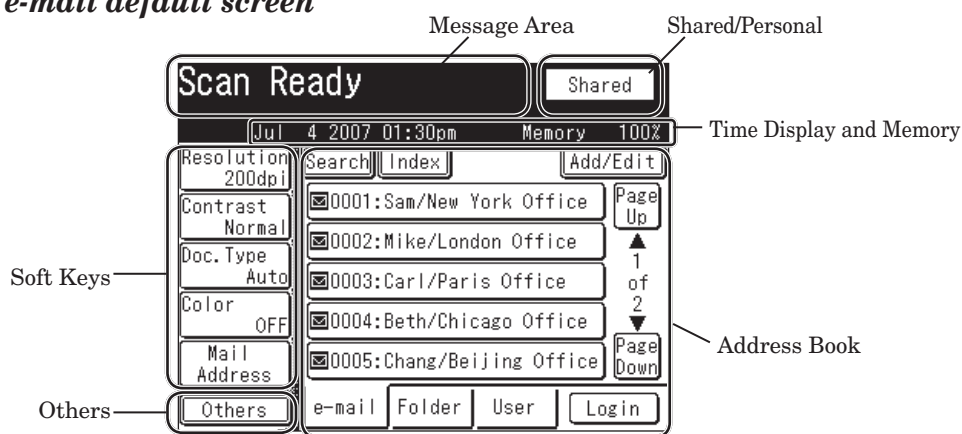 e-mail default screen
Message Area
Shared/Personal
Scan Ready
Shared
Jul 4 2007 01:30pm Memory 100%
Time Display and Memory
Resolution
200dpi
Search Index Add/Edit
Contrast
Normal
0001:Sam/New York Office
Page
Up
Doc.Type
Auto
0002:Mike/London Office
1
of
2
Soft Keys
Color
OFF
0003:Carl/Paris Office
0004:Beth/Chicago Office
Mail
Address
0005:Chang/Beijing Office
Page
Down
Address Book
Others
Others
e-mail Folder User Login